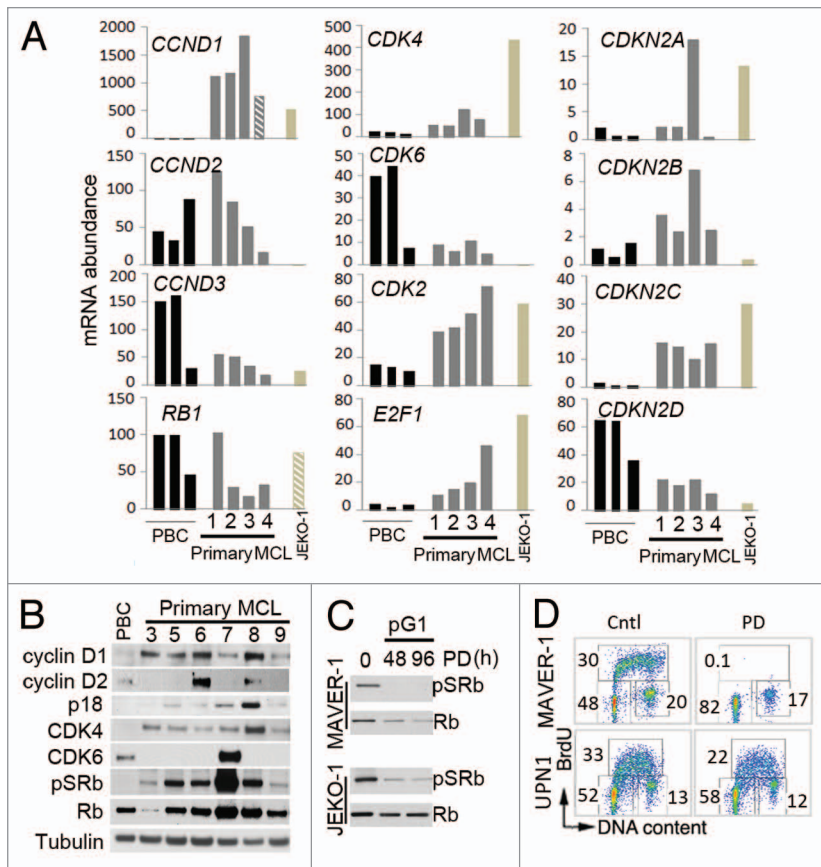 A
CCND1
2000
1500
1000
500
0
CDK4
500
400
300
200
100
0
CDKN2A
20
15
10
5
0
mRNA abundance
CCND2
150
100
50
0
CDK6
50
40
30
20
10
0
CDKN2B
8
6
4
2
0
CCND3
200
150
100
50
0
CDK2
80
60
40
20
0
CDKN2C
40
30
20
10
0
RB1
150
100
50
0
E2F1
80
60
40
20
0
CDKN2D
80
60
40
20
0
PBC
1 2 3 4
Primary MCL
JEKO-1
PBC
1 2 3 4
Primary MCL
JEKO-1
PBC
1 2 3 4
Primary MCL
JEKO-1
B
PBC
Primary MCL
3 5 6 7 8 9
cyclin D1
cyclin D2
p18
CDK4
CDK6
pSRb
Rb
Tubulin
C
pG1
0 48 96 PD(h)
MAVER-1
pSRb
Rb
JEKO-1
pSRb
Rb
D
Cntl PD
MAVER-1
30
48
20
0.1
82
17
UPN1
BrdU
33
52
13
22
58
12
DNA content